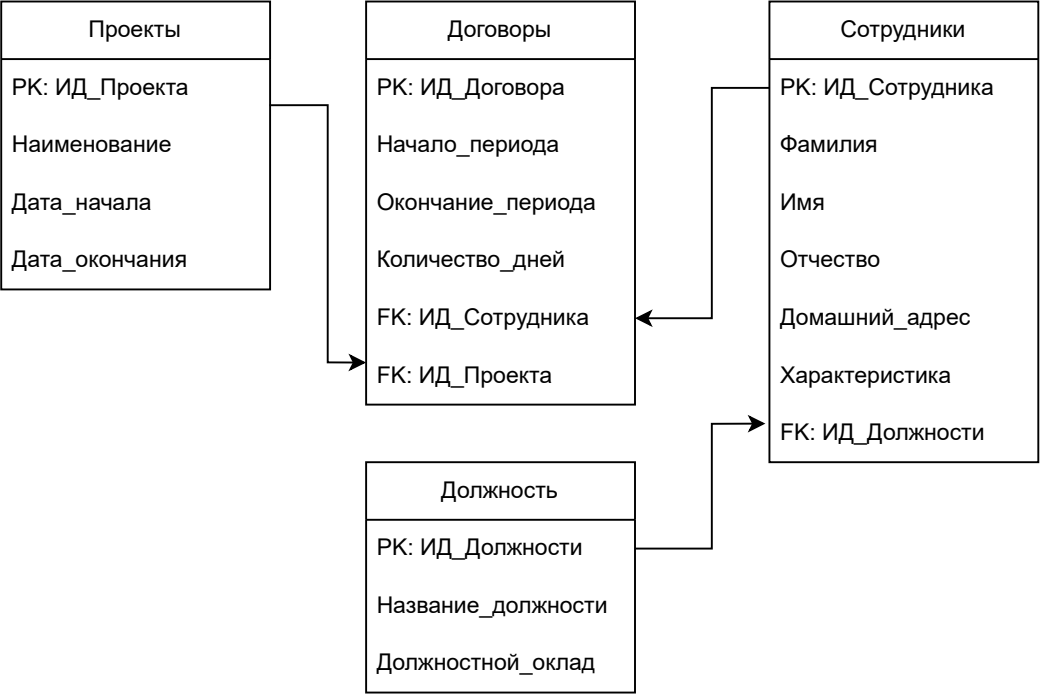 Проекты
PK: ИД_Проекта
Наименование
Дата_начала
Дата_окончания
Договоры
PK: ИД_Договора
Начало_периода
Окончание_периода
Количество_дней
FK: ИД_Сотрудника
FK: ИД_Проекта
Сотрудники
PK: ИД_Сотрудника
Фамилия
Имя
Отчество
Домашний_адрес
Характеристика
FK: ИД_Должности
Должность
PK: ИД_Должности
Название_должности
Должностной_оклад